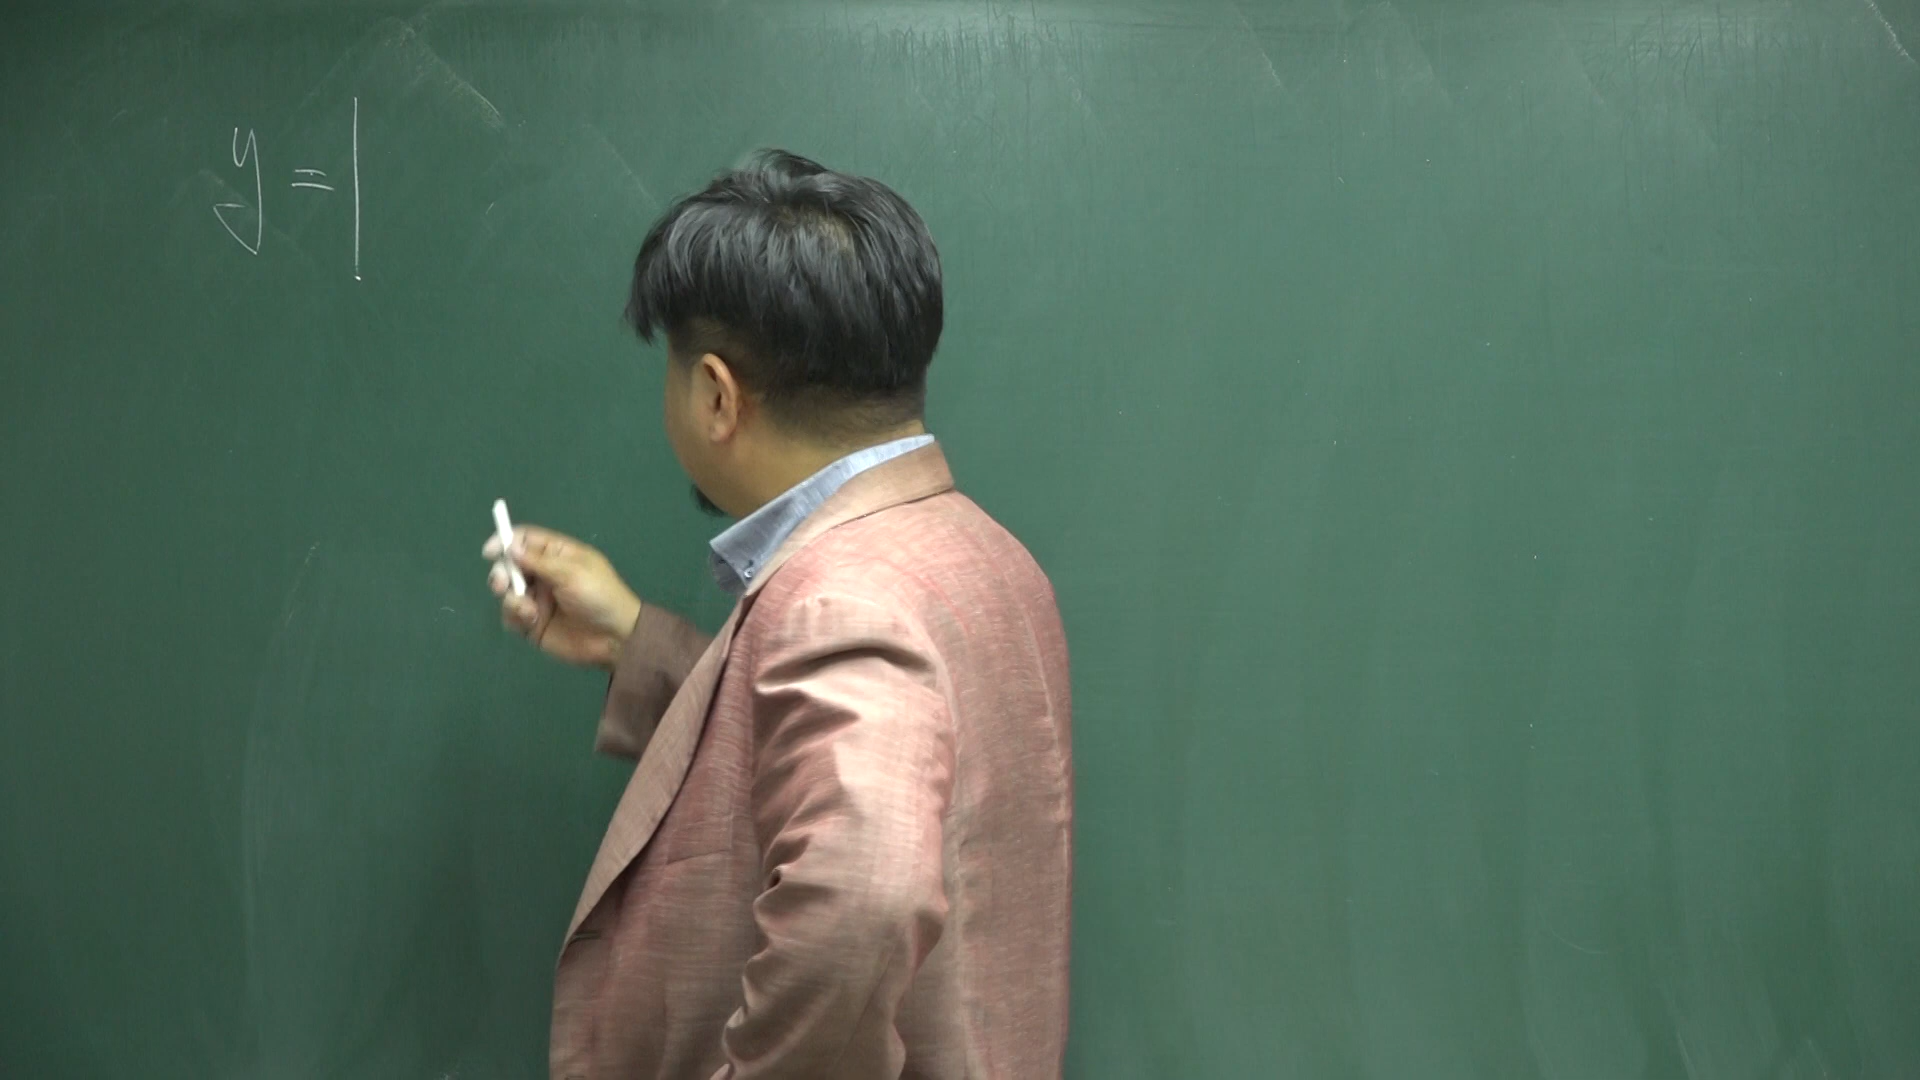 y = |